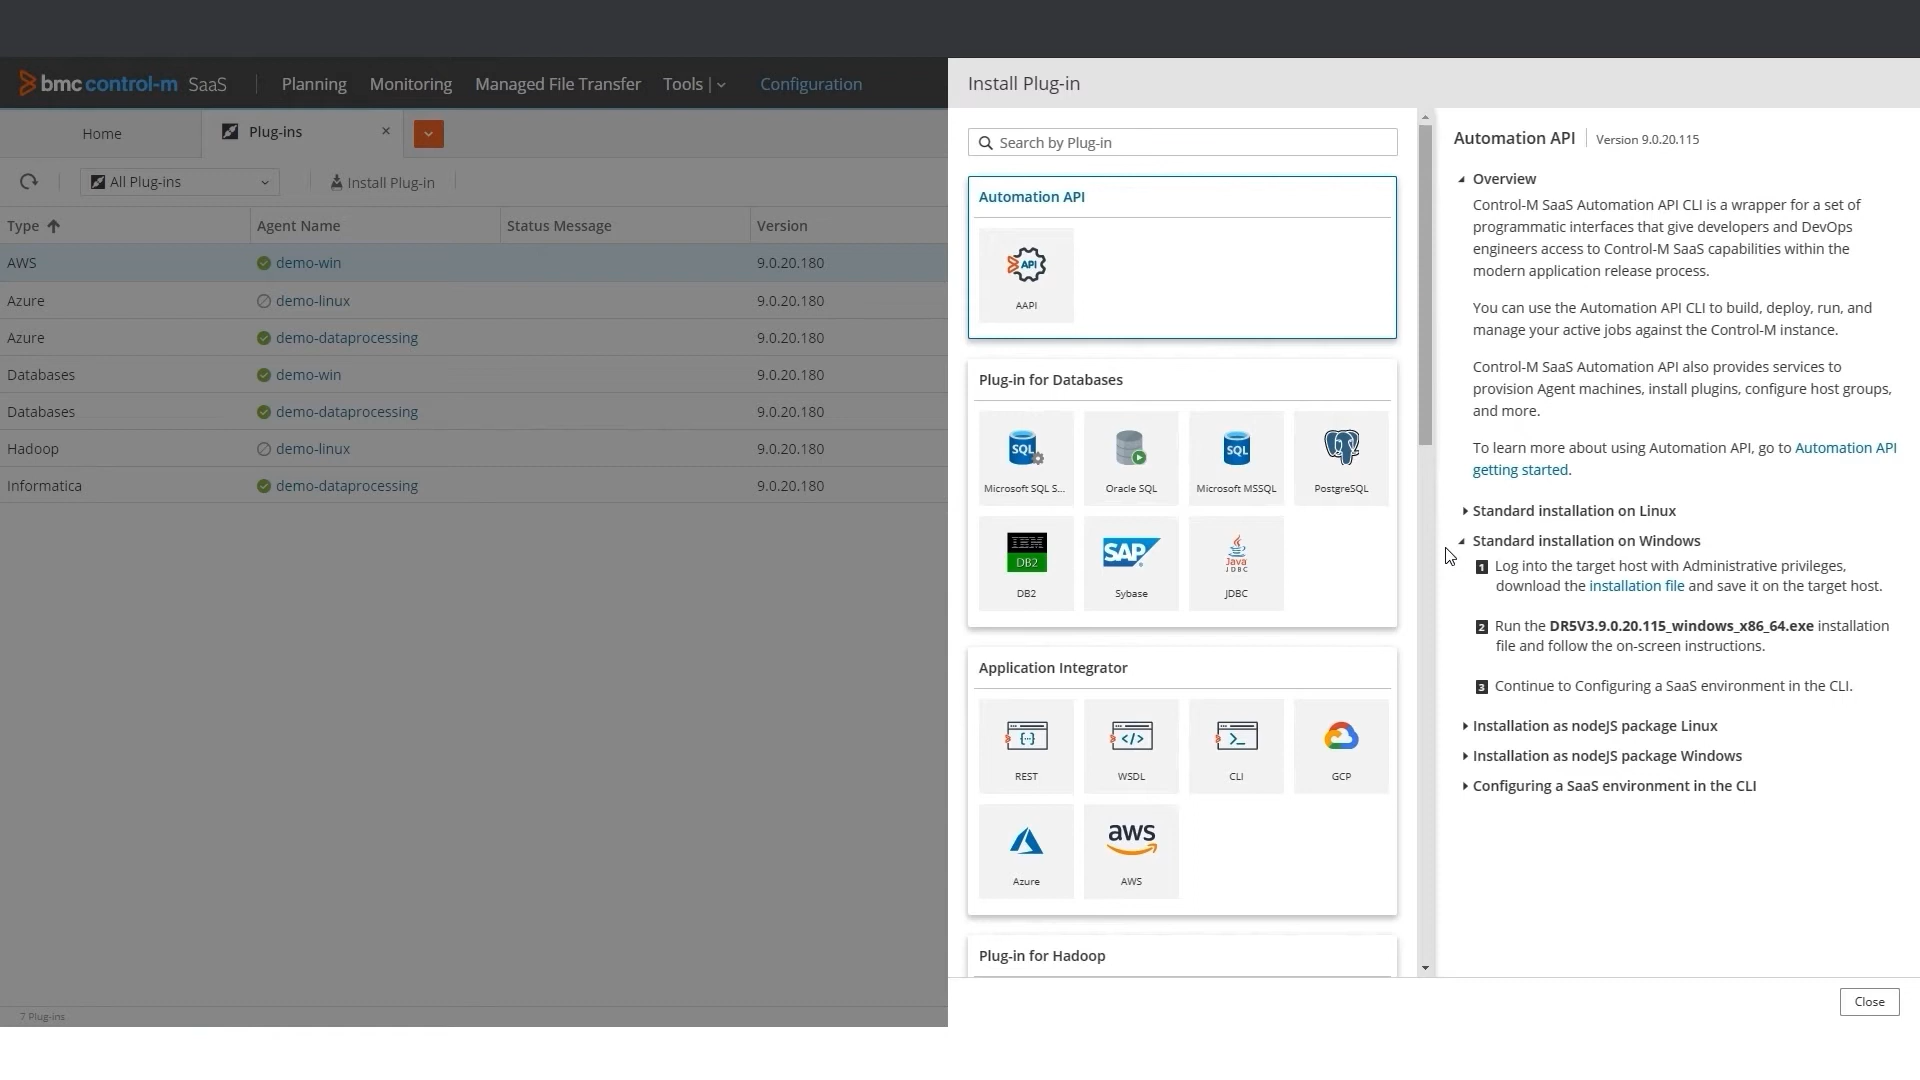 bmc control-m SaaS
Planning
Monitoring
Managed File Transfer
Tools
Configuration
Home
Plug-ins
All Plug-ins
Install Plug-in
Type
Agent Name
Status Message
Version
AWS
demo-win
9.0.20.180
Azure
demo-linux
9.0.20.180
Azure
demo-dataprocessing
9.0.20.180
Databases
demo-win
9.0.20.180
Databases
demo-dataprocessing
9.0.20.180
Hadoop
demo-linux
9.0.20.180
Informatica
demo-dataprocessing
9.0.20.180
7 Plug-ins
Install Plug-in
Search by Plug-in
Automation API
API
AAPI
Plug-in for Databases
SQL
Microsoft SQL S...
Oracle SQL
SQL
Microsoft MSSQL
PostgreSQL
IBM
DB2
DB2
SAP
Sybase
Java
JDBC
JDBC
Application Integrator
REST
WSDL
CLI
GCP
Azure
aws
AWS
Plug-in for Hadoop
Automation API
Version 9.0.20.115
Overview
Control-M SaaS Automation API CLI is a wrapper for a set of
programmatic interfaces that give developers and DevOps
engineers access to Control-M SaaS capabilities within the
modern application release process.
You can use the Automation API CLI to build, deploy, run, and
manage your active jobs against the Control-M instance.
Control-M SaaS Automation API also provides services to
provision Agent machines, install plugins, configure host groups,
and more.
To learn more about using Automation API, go to Automation API
getting started.
Standard installation on Linux
Standard installation on Windows
1 Log into the target host with Administrative privileges,
download the installation file and save it on the target host.
2 Run the DR5V3.9.0.20.115_windows_x86_64.exe installation
file and follow the on-screen instructions.
3 Continue to Configuring a SaaS environment in the CLI.
Installation as nodeJS package Linux
Installation as nodeJS package Windows
Configuring a SaaS environment in the CLI
Close